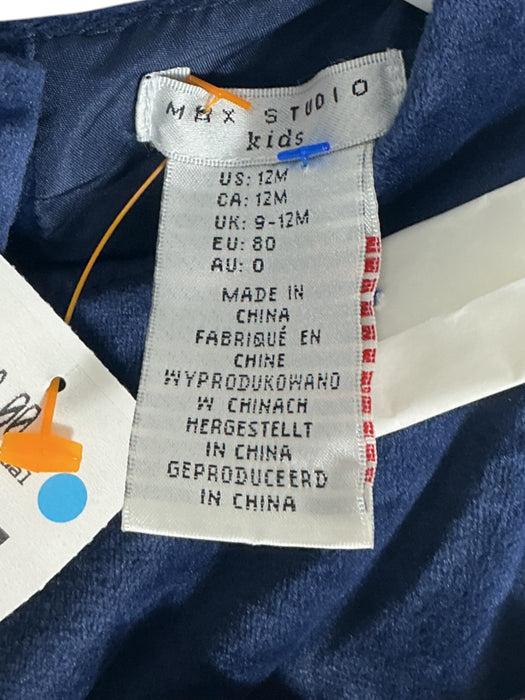 MAX STUDIO
kids
US: 12M
CA: 12M
UK: 9-12M
EU: 80
AU: 0
MADE IN
CHINA
FABRIQUÉ EN
CHINE
WYPRODUKOWANO
W CHINACH
HERGESTELLT
IN CHINA
GEPRODUCEERD
IN CHINA